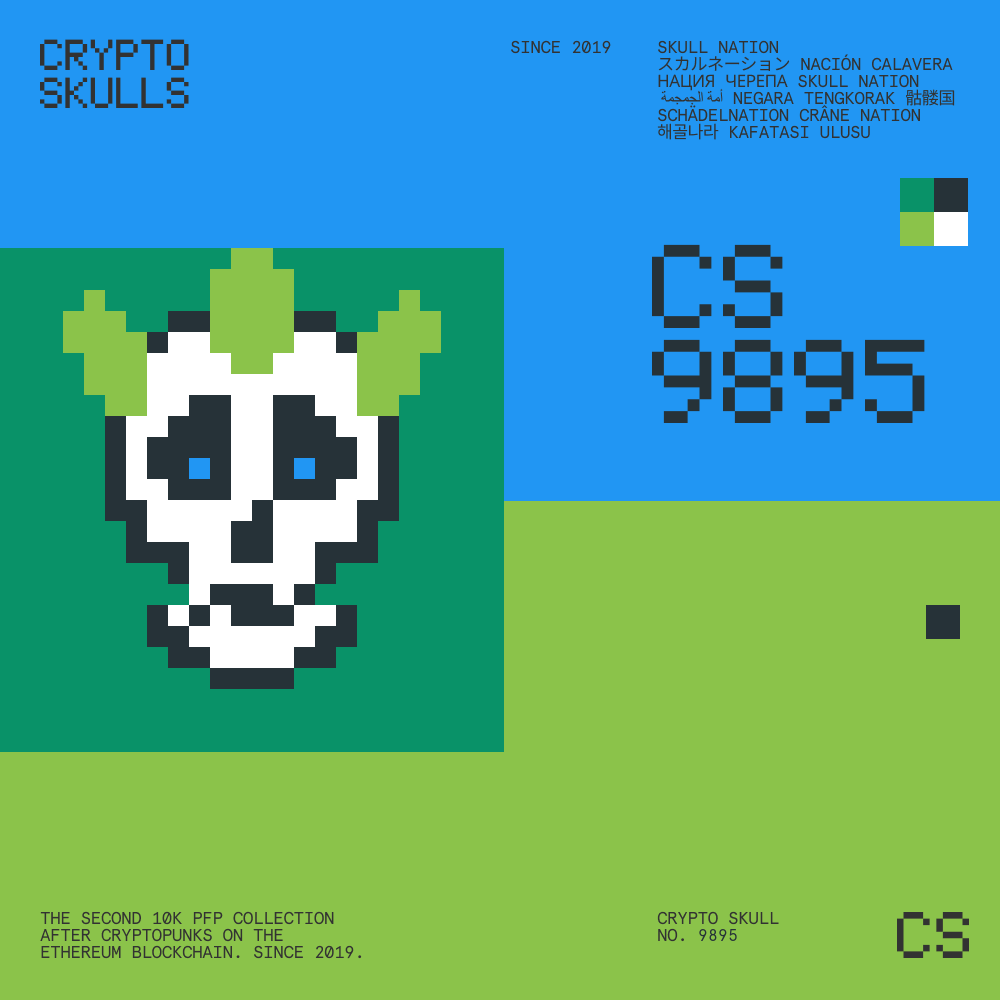 CRYPTO
SKULLS
SINCE 2019
SKULL NATION
スカルネーション NACIÓN CALAVERA
НАЦИЯ ЧЕРЕПА SKULL NATION
أمة الجمجمة NEGARA TENGKORAK 骷髅国
SCHÄDELNATION CRÂNE NATION
해골나라 KAFATASI ULUSU
CS
9895
THE SECOND 10K PFP COLLECTION
AFTER CRYPTOPUNKS ON THE
ETHEREUM BLOCKCHAIN. SINCE 2019.
CRYPTO SKULL
NO. 9895
CS